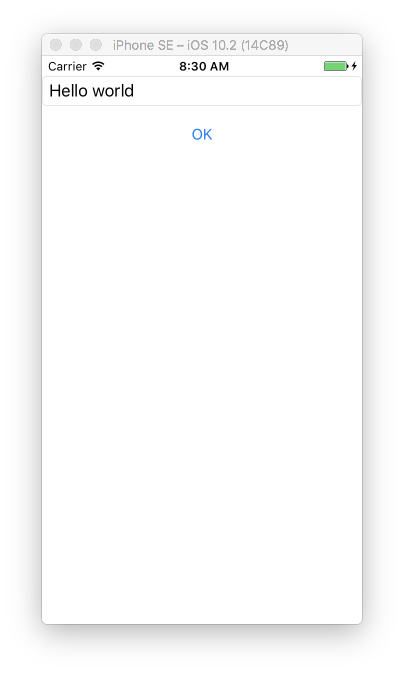 iPhone SE – iOS 10.2 (14C89)
Carrier 8:30 AM
Hello world
OK